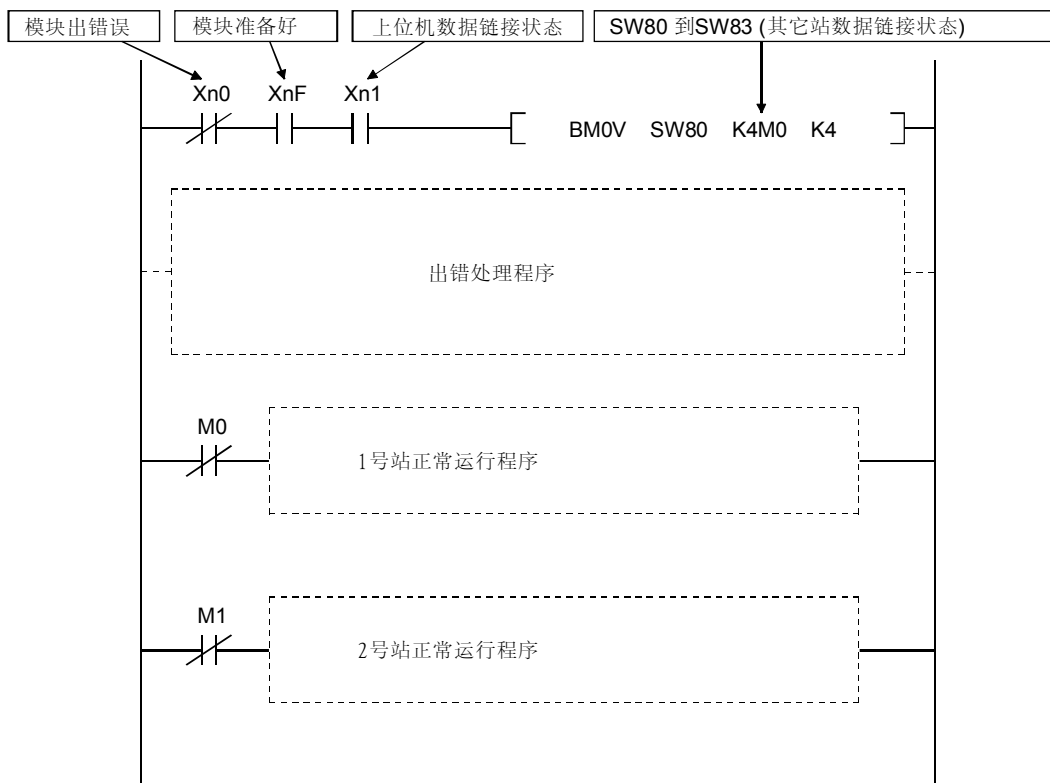 模块出错误 模块准备好 上位机数据链接状态 SW80 到SW83 (其它站数据链接状态)
Xn0 XnF Xn1
BM0V SW80 K4M0 K4
出错处理程序
M0
1号站正常运行程序
M1
2号站正常运行程序